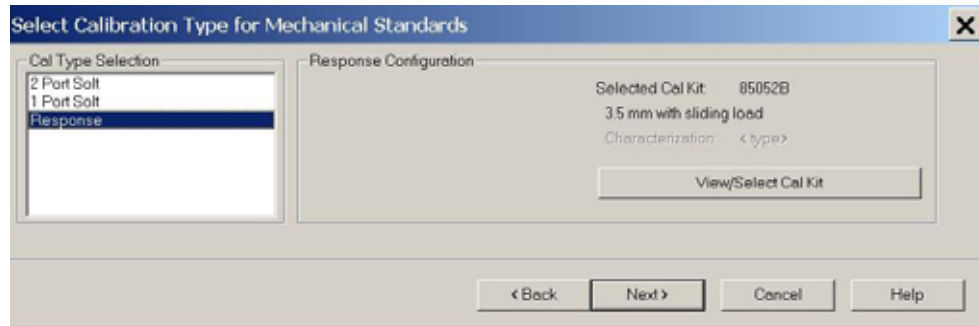 Select Calibration Type for Mechanical Standards
Cal Type Selection
2 Port Solt
1 Port Solt
Response
Response Configuration
Selected Cal Kit: 85052B
3.5 mm with sliding load
Characterization: <type>
View/Select Cal Kit
< Back
Next >
Cancel
Help